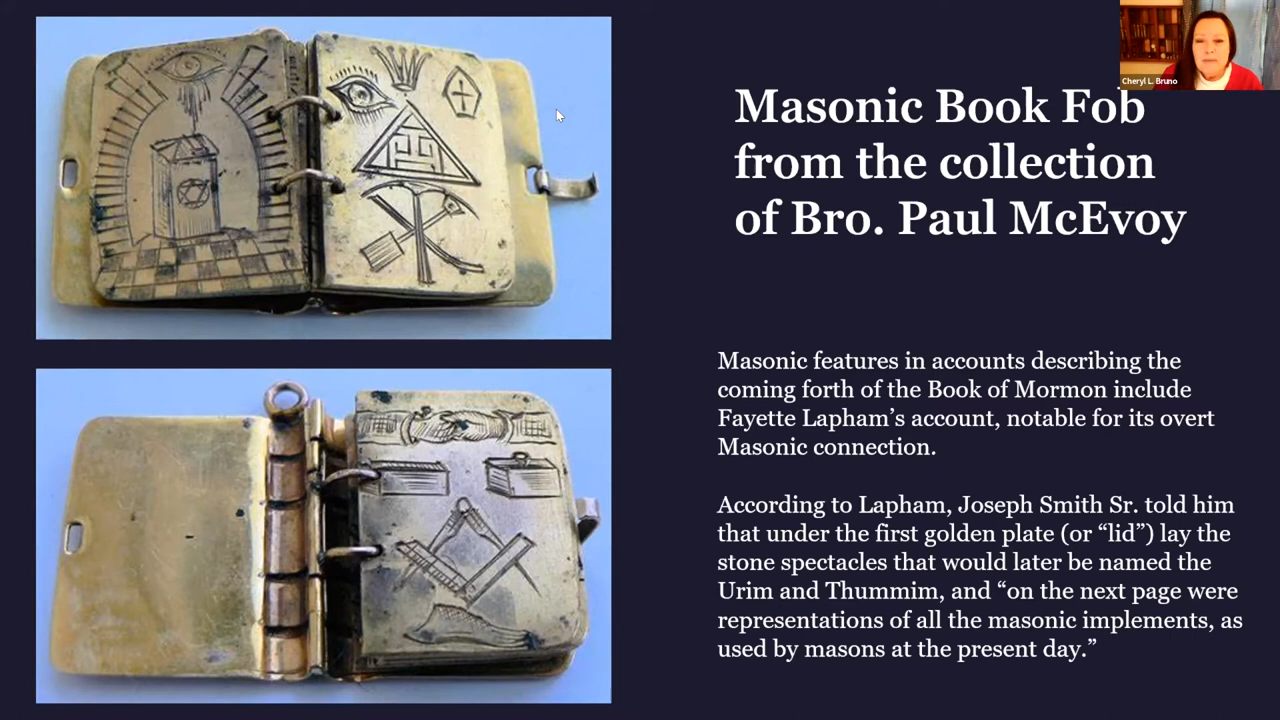 Cheryl L. Bruno
Masonic Book Fob
from the collection
of Bro. Paul McEvoy
Masonic features in accounts describing the
coming forth of the Book of Mormon include
Fayette Lapham’s account, notable for its overt
Masonic connection.
According to Lapham, Joseph Smith Sr. told him
that under the first golden plate (or “lid”) lay the
stone spectacles that would later be named the
Urim and Thummim, and “on the next page were
representations of all the masonic implements, as
used by masons at the present day.”